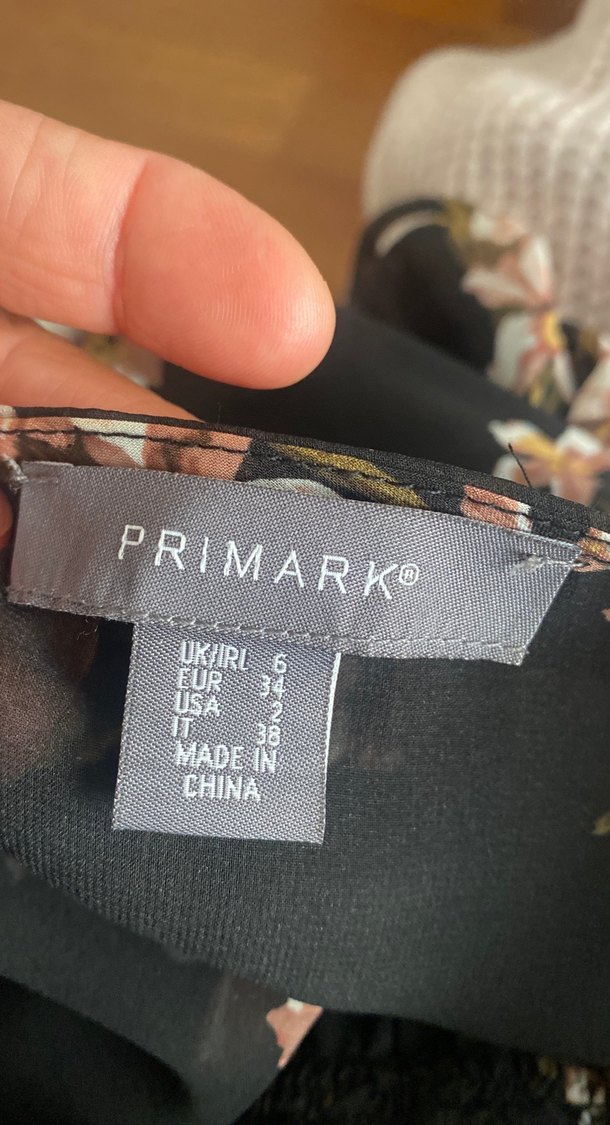 PRIMARK®
UK/IRL 6
EUR 34
USA 2
IT 38
MADE IN
CHINA